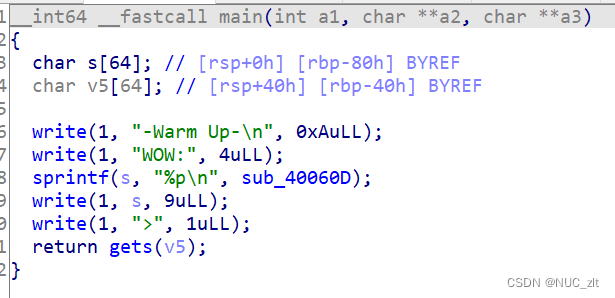 1 __int64 __fastcall main(int a1, char **a2, char **a3)
2 {
3 char s[64]; // [rsp+0h] [rbp-80h] BYREF
4 char v5[64]; // [rsp+40h] [rbp-40h] BYREF
5
6 write(1, "-Warm Up-\n", 0xAuLL);
7 write(1, "WOW:", 4uLL);
8 sprintf(s, "%p\n", sub_40060D);
9 write(1, s, 9uLL);
0 write(1, ">", 1uLL);
1 return gets(v5);
2 }
CSDN @NUC_zlt